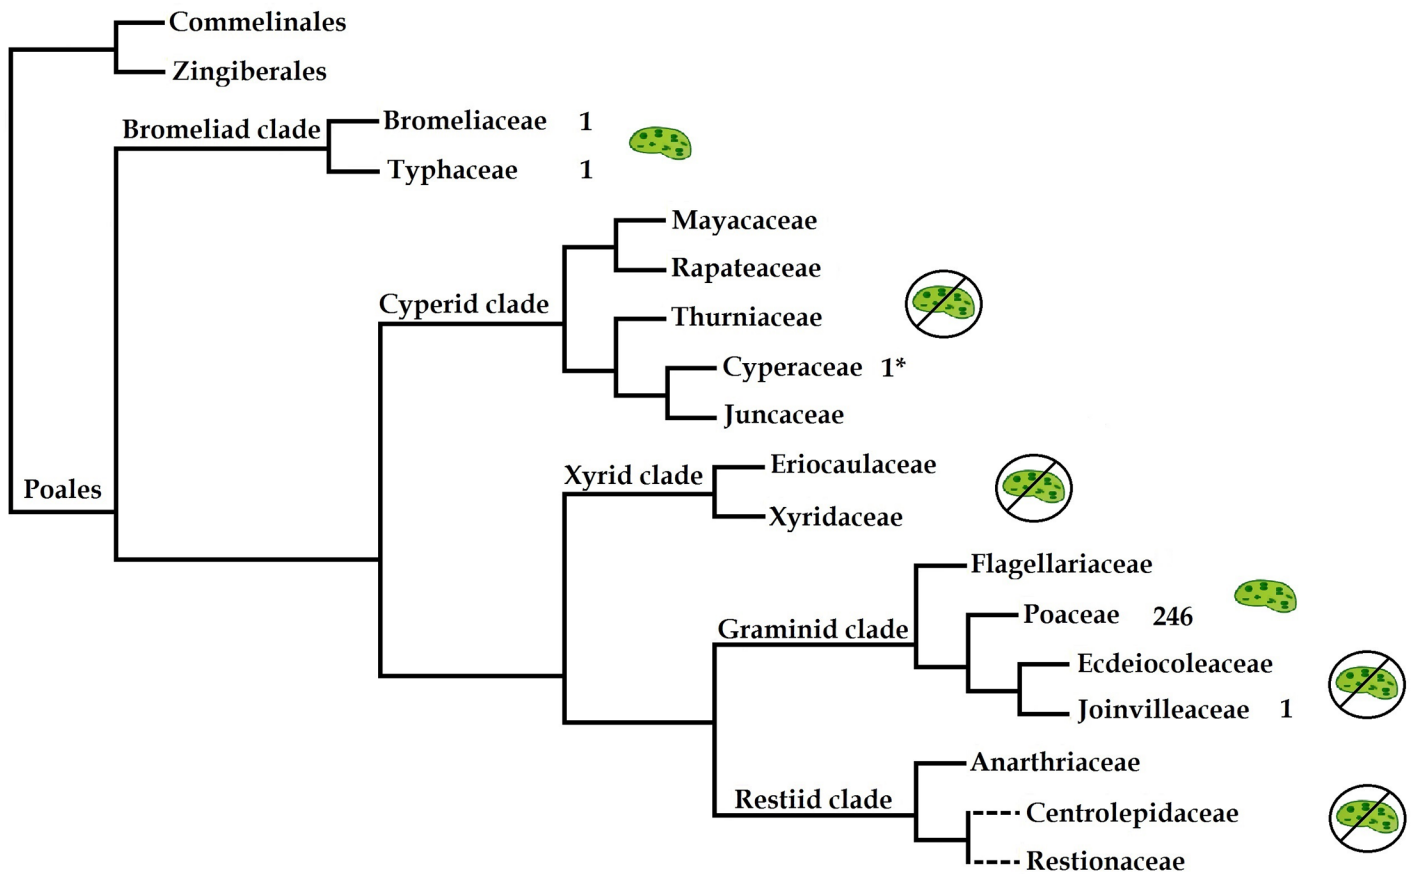 Commelinales
Zingiberales
Bromeliad clade
Bromeliaceae 1
Typhaceae 1
Mayacaceae
Rapateaceae
Cyperid clade
Thurniaceae
Cyperaceae 1*
Juncaceae
Eriocaulaceae
Xyrid clade
Poales
Xyridaceae
Flagellariaceae
Poaceae 246
Graminid clade
Ecdeiocoleaceae
Joinvilleaceae 1
Anarthriaceae
Restiid clade
Centrolepidaceae
Restionaceae